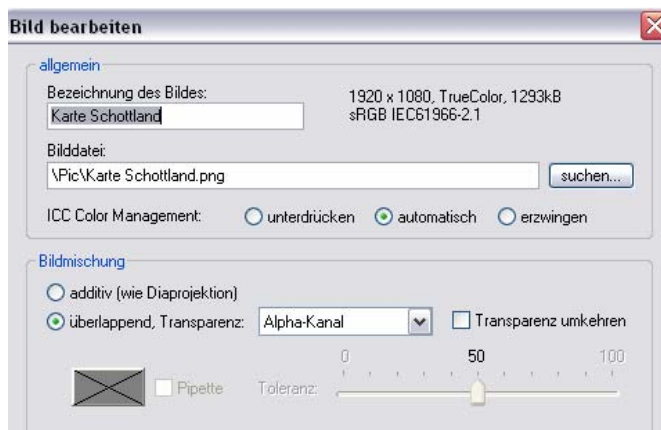 Bild bearbeiten
allgemein
Bezeichnung des Bildes:
1920 x 1080, TrueColor, 1293kB
Karte Schottland
sRGB IEC61966-2.1
Bilddatei:
\Pic\Karte Schottland.png
suchen...
ICC Color Management: unterdrücken automatisch erzwingen
Bildmischung
additiv (wie Diaprojektion)
überlappend, Transparenz: Alpha-Kanal Transparenz umkehren
0 50 100
Pipette Toleranz: